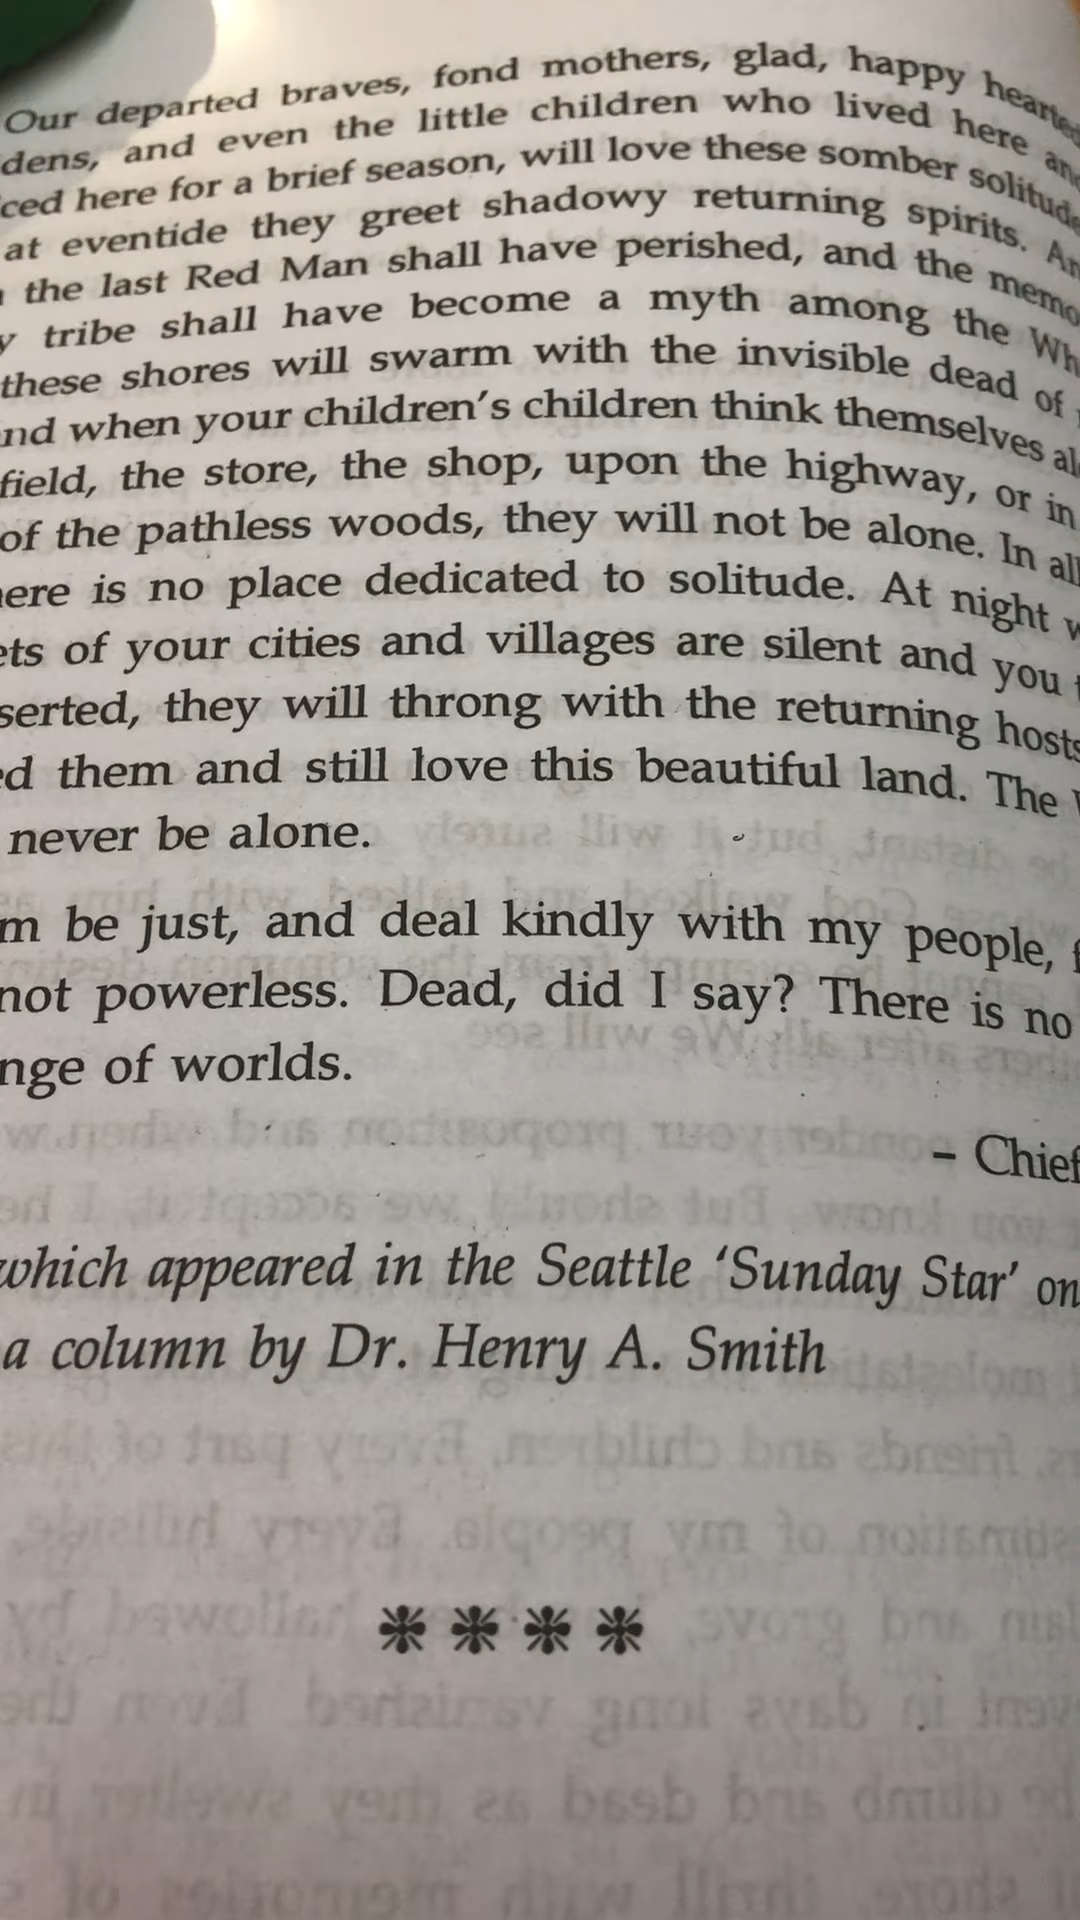 Our departed braves, fond mothers, glad, happy hearted
dens, and even the little children who lived here and
ced here for a brief season, will love these somber solitude
at eventide they greet shadowy returning spirits. An
the last Red Man shall have perished, and the memo
y tribe shall have become a myth among the Wh
these shores will swarm with the invisible dead of
nd when your children's children think themselves alo
field, the store, the shop, upon the highway, or in
of the pathless woods, they will not be alone. In all
ere is no place dedicated to solitude. At night w
ets of your cities and villages are silent and you t
serted, they will throng with the returning hosts
ed them and still love this beautiful land. The W
never be alone.
m be just, and deal kindly with my people, f
not powerless. Dead, did I say? There is no
nge of worlds.
– Chief
which appeared in the Seattle 'Sunday Star' on
a column by Dr. Henry A. Smith